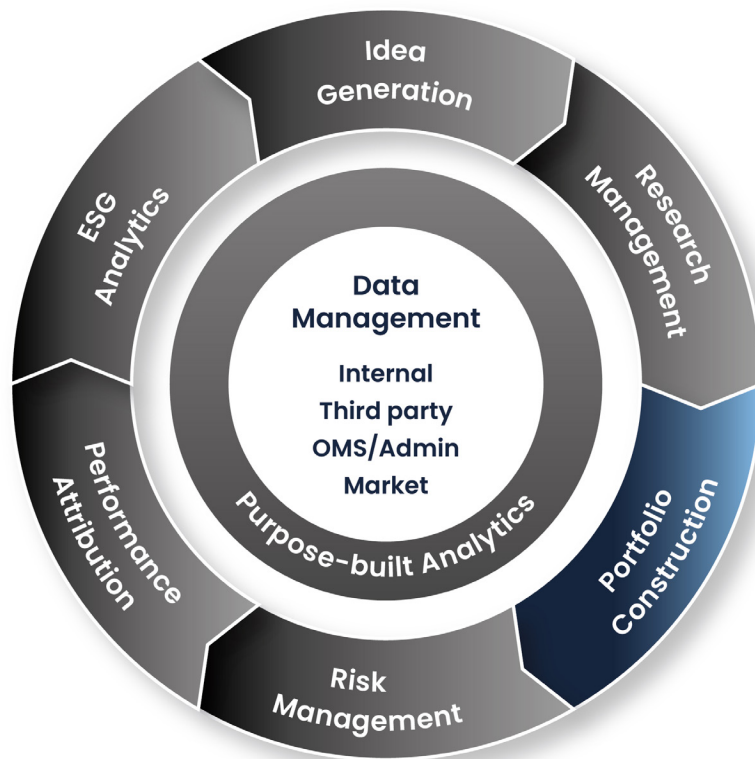 Idea
Generation
Research
Management
Portfolio
Construction
Risk
Management
Performance
Attribution
ESG
Analytics
Data
Management
Internal
Third party
OMS/Admin
Market
Purpose-built Analytics